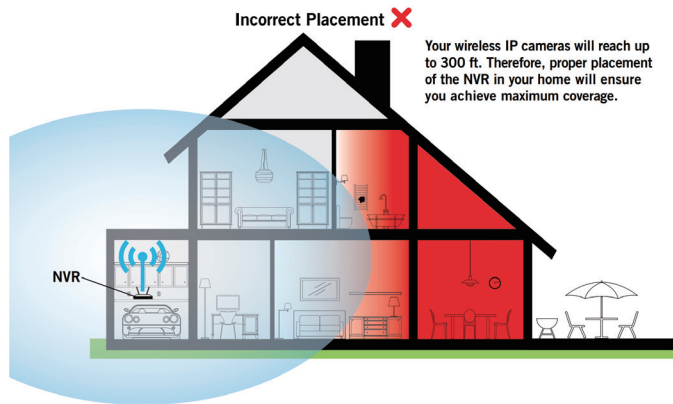 Incorrect Placement
Your wireless IP cameras will reach up
to 300 ft. Therefore, proper placement
of the NVR in your home will ensure
you achieve maximum coverage.
NVR